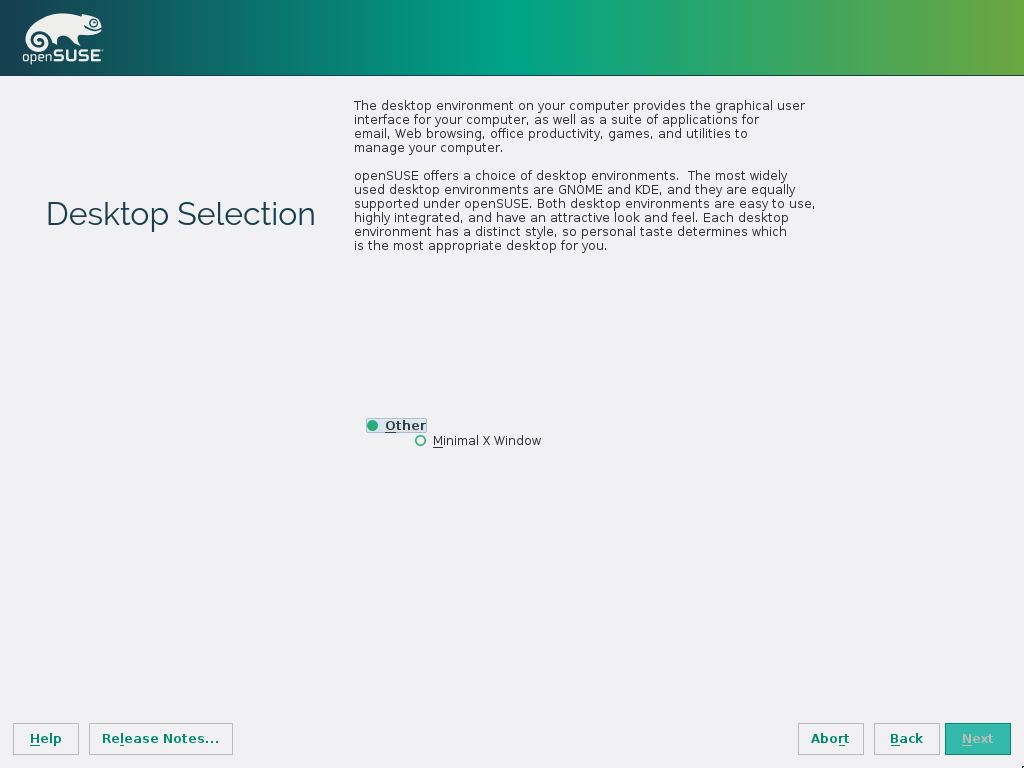 openSUSE
The desktop environment on your computer provides the graphical user
interface for your computer, as well as a suite of applications for
email, Web browsing, office productivity, games, and utilities to
manage your computer.
openSUSE offers a choice of desktop environments.  The most widely
used desktop environments are GNOME and KDE, and they are equally
supported under openSUSE. Both desktop environments are easy to use,
highly integrated, and have an attractive look and feel. Each desktop
environment has a distinct style, so personal taste determines which
is the most appropriate desktop for you.
Desktop Selection
Other
Minimal X Window
Help Release Notes... Abort Back Next